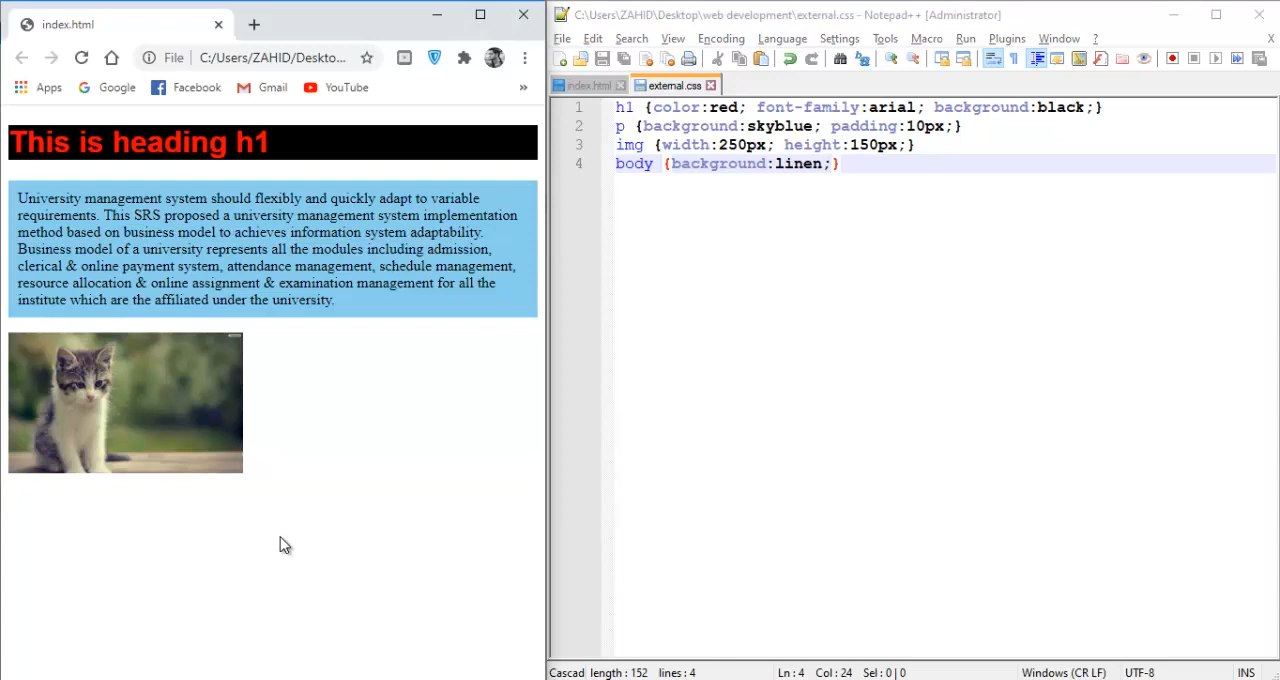 index.html
File
C:/Users/ZAHID/Deskto...
Apps
Google
Facebook
Gmail
YouTube
»
This is heading h1
University management system should flexibly and quickly adapt to variable
requirements. This SRS proposed a university management system implementation
method based on business model to achieves information system adaptability.
Business model of a university represents all the modules including admission,
clerical & online payment system, attendance management, schedule management,
resource allocation & online assignment & examination management for all the
institute which are the affiliated under the university.
C:\Users\ZAHID\Desktop\web development\external.css - Notepad++ [Administrator]
File Edit Search View Encoding Language Settings Tools Macro Run Plugins Window ? X
index.html
external.css
1 h1 {color:red; font-family:arial; background:black;}
2 p {background:skyblue; padding:10px;}
3 img {width:250px; height:150px;}
4 body {background:linen;}
Cascad length : 152 lines : 4 Ln : 4 Col : 24 Sel : 0 | 0 Windows (CR LF) UTF-8 INS